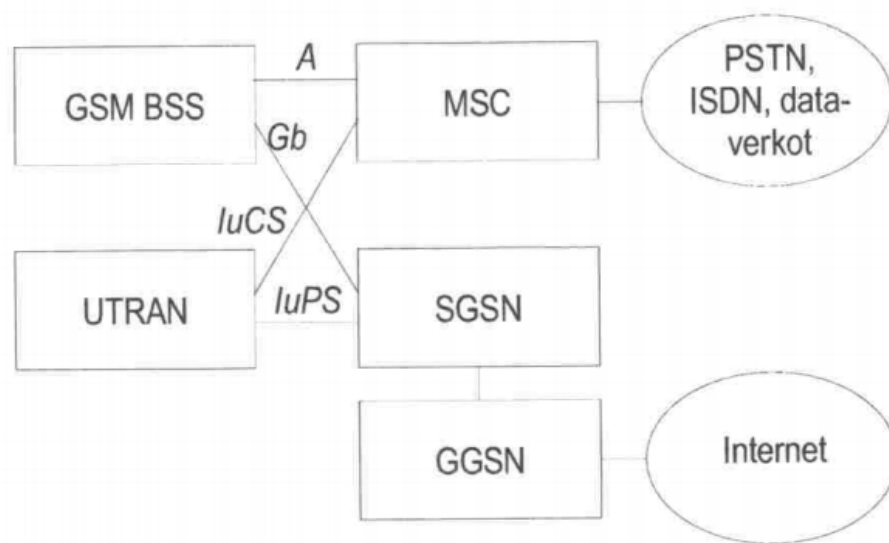 GSM BSS
A
MSC
PSTN,
ISDN, data-
verkot
Gb
IuCS
UTRAN
IuPS
SGSN
GGSN
Internet